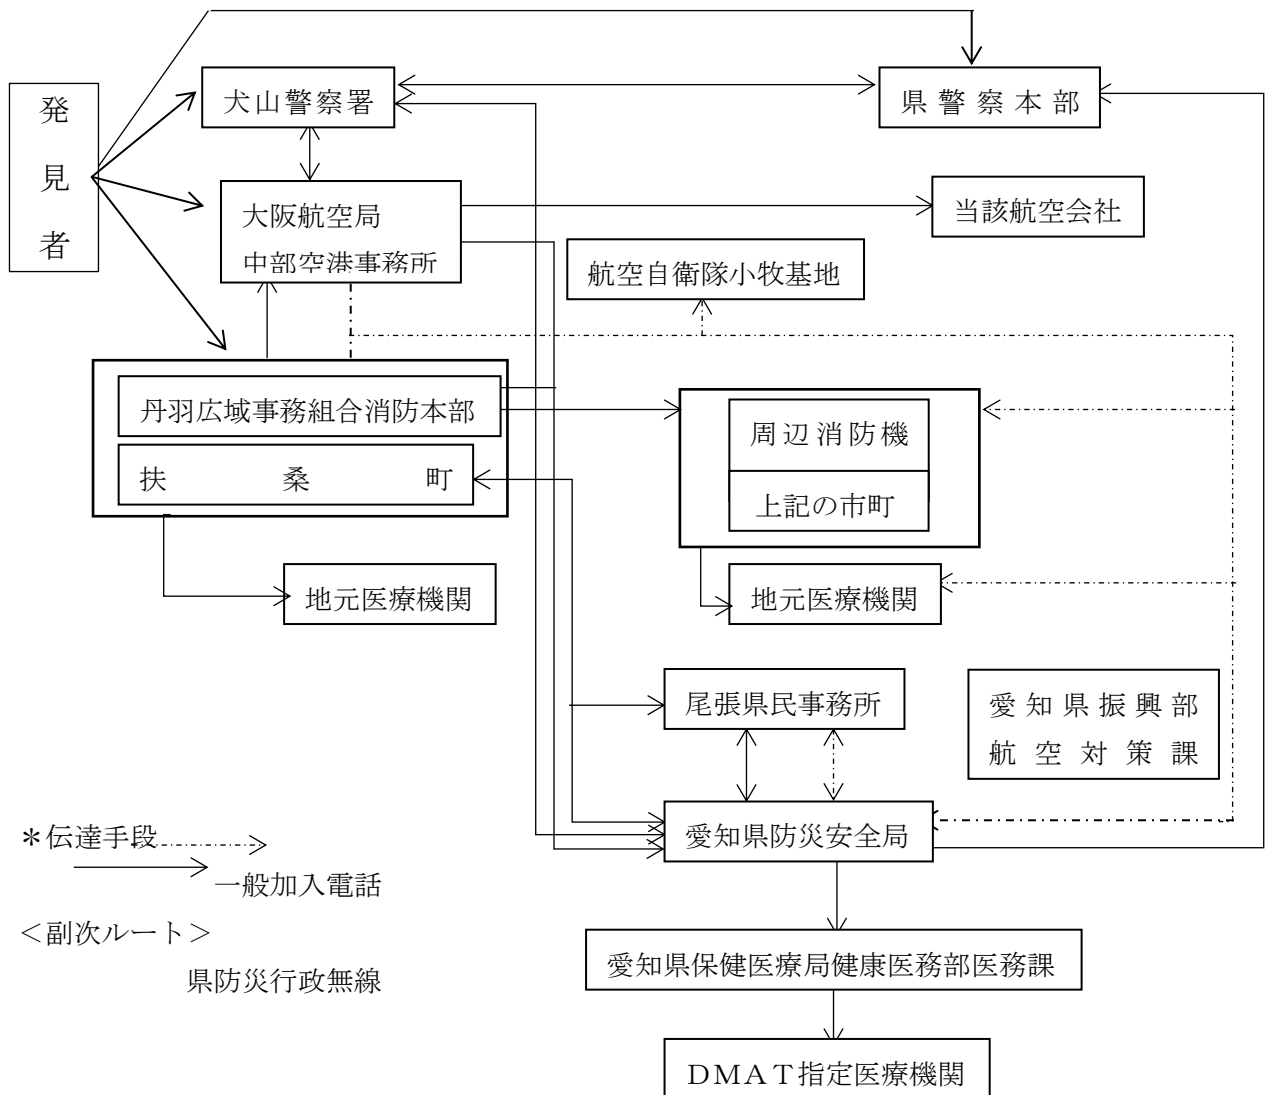 発
見
者
犬山警察署
県警察本部
大阪航空局
中部空港事務所
当該航空会社
航空自衛隊小牧基地
丹羽広域事務組合消防本部
扶桑町
周辺消防機
上記の市町
地元医療機関
地元医療機関
尾張県民事務所
愛知県振興部
航空対策課
愛知県防災安全局
＊伝達手段
一般加入電話
＜副次ルート＞
県防災行政無線
愛知県保健医療局健康医務部医務課
ＤＭＡＴ指定医療機関